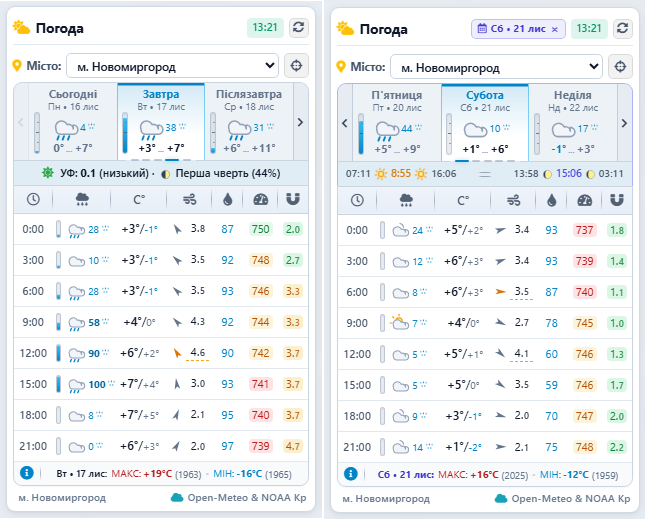 Погода 13:21
Місто: м. Новомиргород
Сьогодні Завтра Післязавтра
Пн • 16 лис Вт • 17 лис Ср • 18 лис
4 38 31
0° ... +7° +3° ... +7° +6° ... +11°
УФ: 0.1 (низький) · Перша чверть (44%)
C°
0:00 28 +3°/-1° 3.8 87 750 2.0
3:00 10 +3°/-1° 3.5 92 748 2.7
6:00 28 +3°/-1° 3.5 93 746 3.3
9:00 58 +4°/0° 4.3 92 744 3.3
12:00 90 +6°/+2° 4.6 90 742 3.7
15:00 100 +7°/+4° 3.0 93 741 3.7
18:00 8 +7°/+5° 2.1 95 740 3.7
21:00 0 +6°/+3° 2.0 97 739 4.7
Вт • 17 лис: МАКС: +19°C (1963) · МІН: -16°C (1965)
м. Новомиргород Open-Meteo & NOAA Kp
Погода Сб • 21 лис × 13:21
Місто: м. Новомиргород
П'ятниця Субота Неділя
Пт • 20 лис Сб • 21 лис Нд • 22 лис
44 10 17
+5° ... +9° +1° ... +6° -1° ... +3°
07:11 8:55 16:06 13:58 15:06 03:11
C°
0:00 24 +5°/+2° 3.4 93 737 1.8
3:00 12 +6°/+3° 3.4 93 739 1.4
6:00 8 +6°/+3° 3.5 87 740 1.1
9:00 7 +4°/0° 2.7 78 745 1.0
12:00 5 +5°/+1° 4.1 60 746 1.3
15:00 5 +5°/0° 3.5 59 746 1.7
18:00 9 +3°/-1° 2.0 70 747 2.0
21:00 14 +1°/-2° 2.1 75 748 2.2
Сб • 21 лис: МАКС: +16°C (2025) · МІН: -12°C (1959)
м. Новомиргород Open-Meteo & NOAA Kp